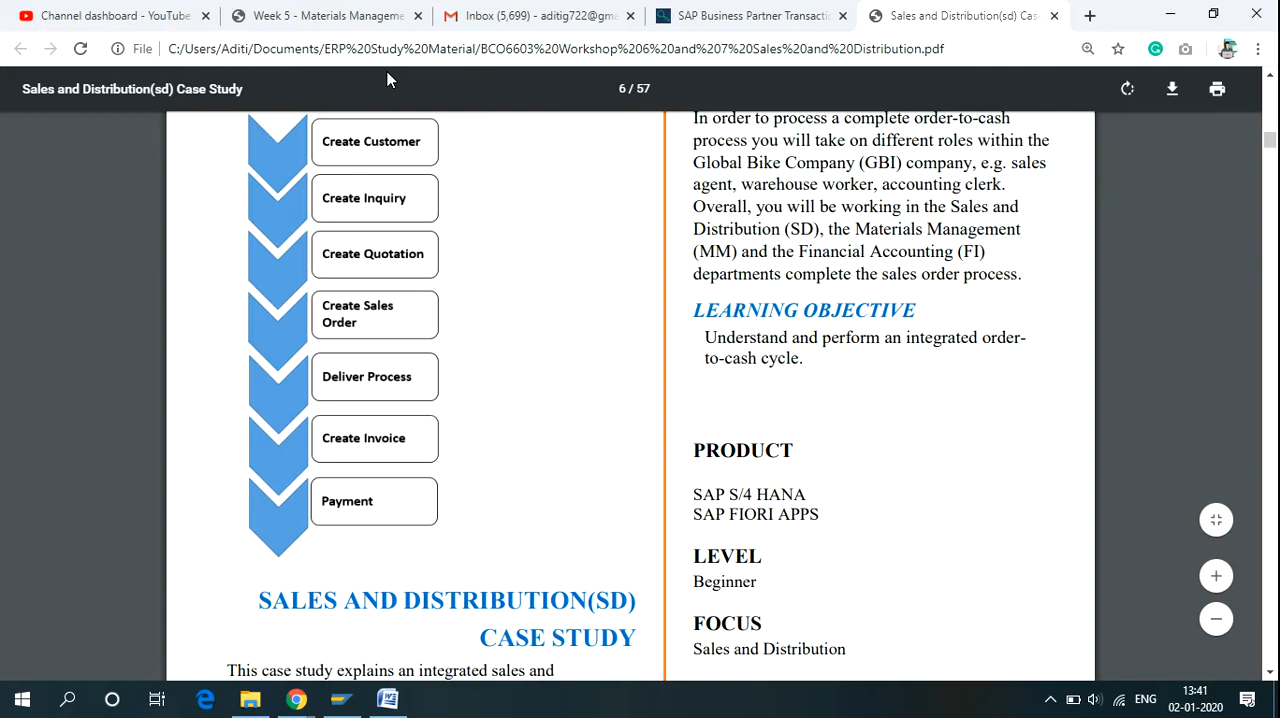 Channel dashboard - YouTube
Week 5 - Materials Manageme
Inbox (5,699) - aditig722@gma
SAP Business Partner Transacti
Sales and Distribution(sd) Ca
File
C:/Users/Aditi/Documents/ERP%20Study%20Material/BCO6603%20Workshop%206%20and%207%20Sales%20and%20Distribution.pdf
Sales and Distribution(sd) Case Study
6 / 57
Create Customer
Create Inquiry
Create Quotation
Create Sales
Order
Deliver Process
Create Invoice
Payment
SALES AND DISTRIBUTION(SD)
CASE STUDY
This case study explains an integrated sales and
In order to process a complete order-to-cash
process you will take on different roles within the
Global Bike Company (GBI) company, e.g. sales
agent, warehouse worker, accounting clerk.
Overall, you will be working in the Sales and
Distribution (SD), the Materials Management
(MM) and the Financial Accounting (FI)
departments complete the sales order process.
LEARNING OBJECTIVE
Understand and perform an integrated order-
to-cash cycle.
PRODUCT
SAP S/4 HANA
SAP FIORI APPS
LEVEL
Beginner
FOCUS
Sales and Distribution
ENG
13:41
02-01-2020